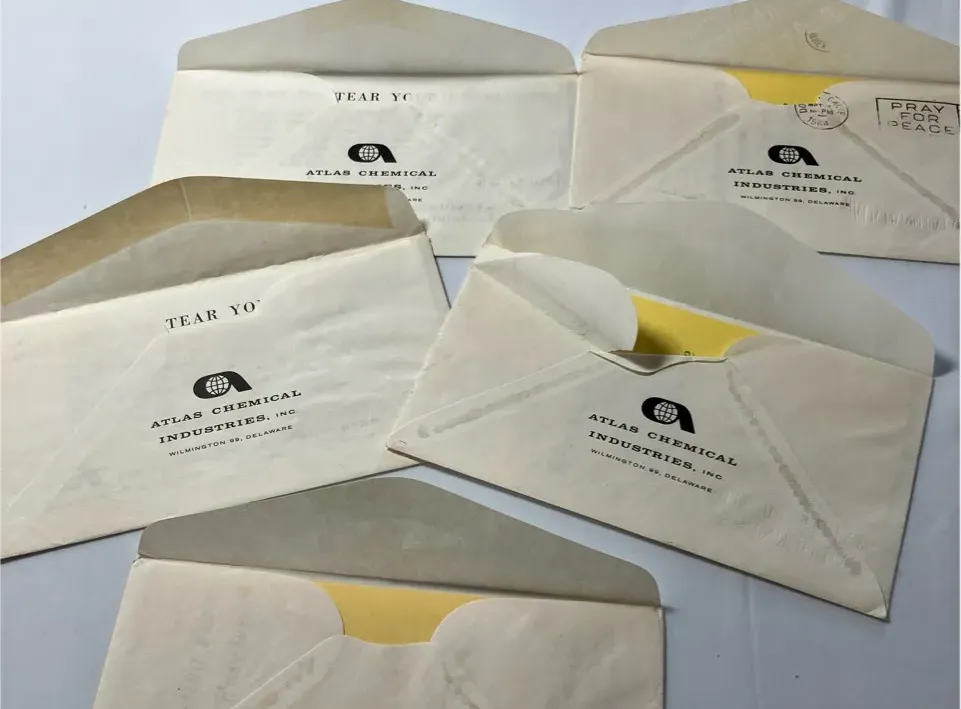 TEAR YO
ATLAS CHEMICAL
INC
PRAY
FOR
PEACE
ATLAS CHEMICAL
INDUSTRIES, INC
WILMINGTON 99, DELAWARE
TEAR YO
ATLAS CHEMICAL
INDUSTRIES, INC
WILMINGTON 99, DELAWARE
ATLAS CHEMICAL
INDUSTRIES, INC
WILMINGTON 99, DELAWARE